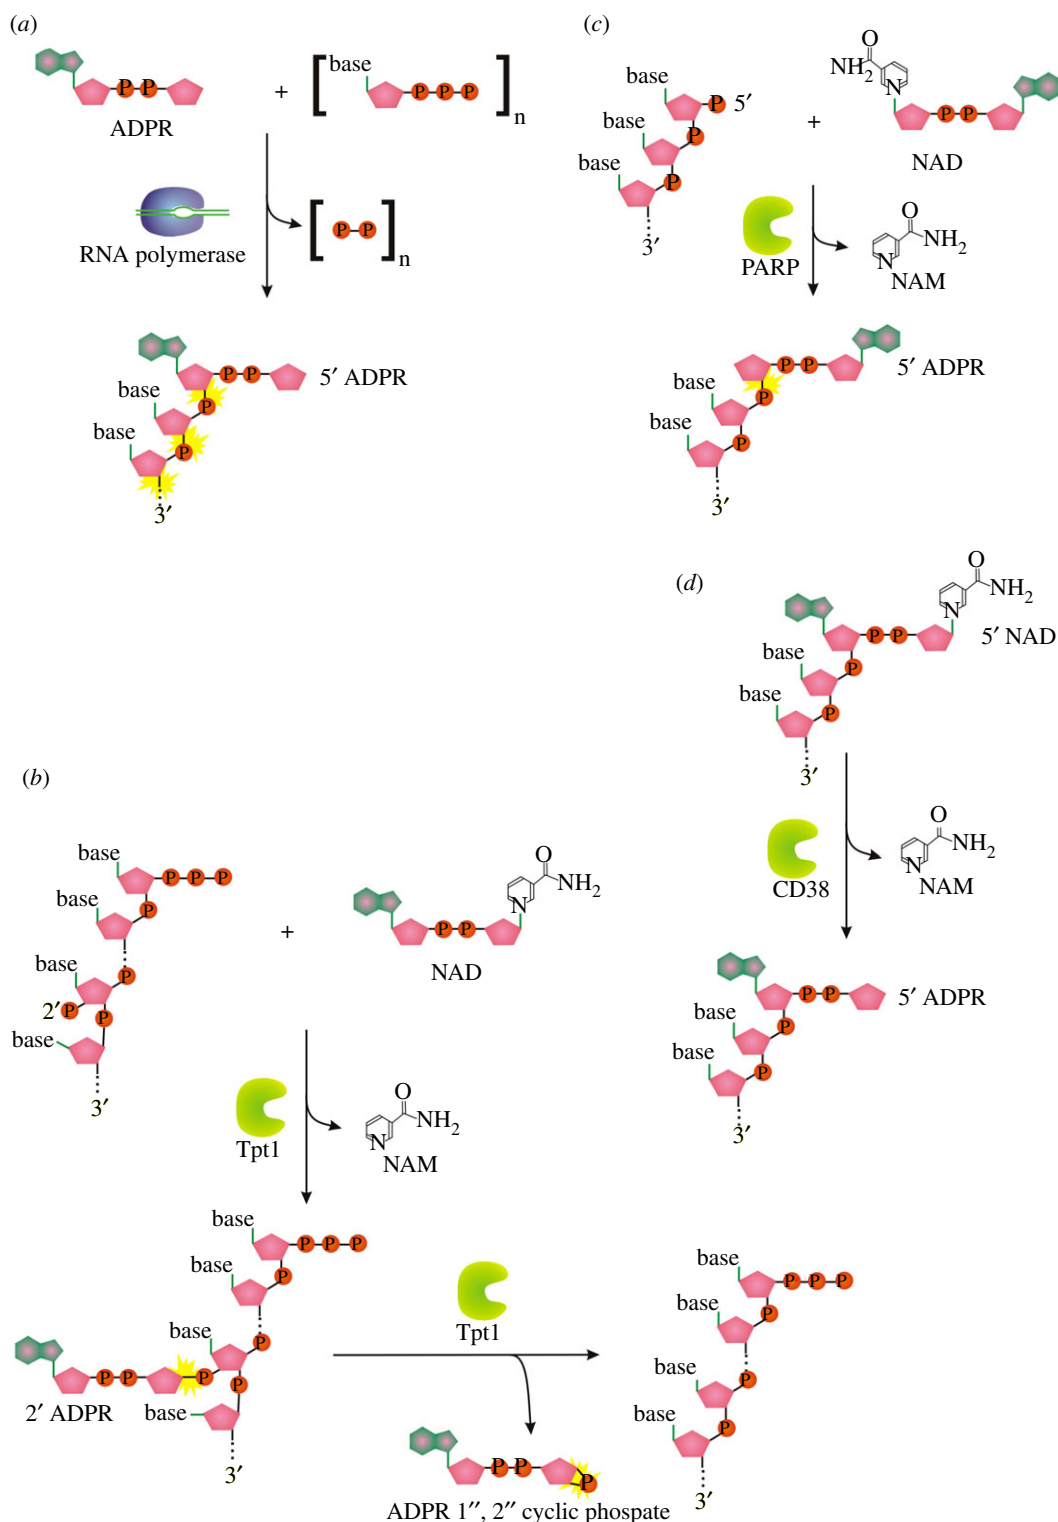 (a)
base
P P
+
P P P
n
ADPR
RNA polymerase
P P
n
P P
5′ ADPR
base
P
base
P
3′
(c)
O
NH2
N
base
P 5′
base
P
+
P P
base
P
NAD
3′
O
NH2
N
PARP
NAM
P P
5′ ADPR
base
P
base
P
3′
(d)
O
NH2
N
P P
5′ NAD
base
P
base
P
3′
O
NH2
N
CD38
NAM
P P
5′ ADPR
base
P
base
P
3′
(b)
base
P P P
O
NH2
N
base
P
+
P P
base
P
NAD
2′ P
P
base
3′
O
NH2
N
Tpt1
NAM
base
P P P
base
P
base
P
P P
P
P
2′ ADPR
base
3′
Tpt1
P P
P
ADPR 1″, 2″ cyclic phospate
base
P P P
base
P
base
P
base
P
3′